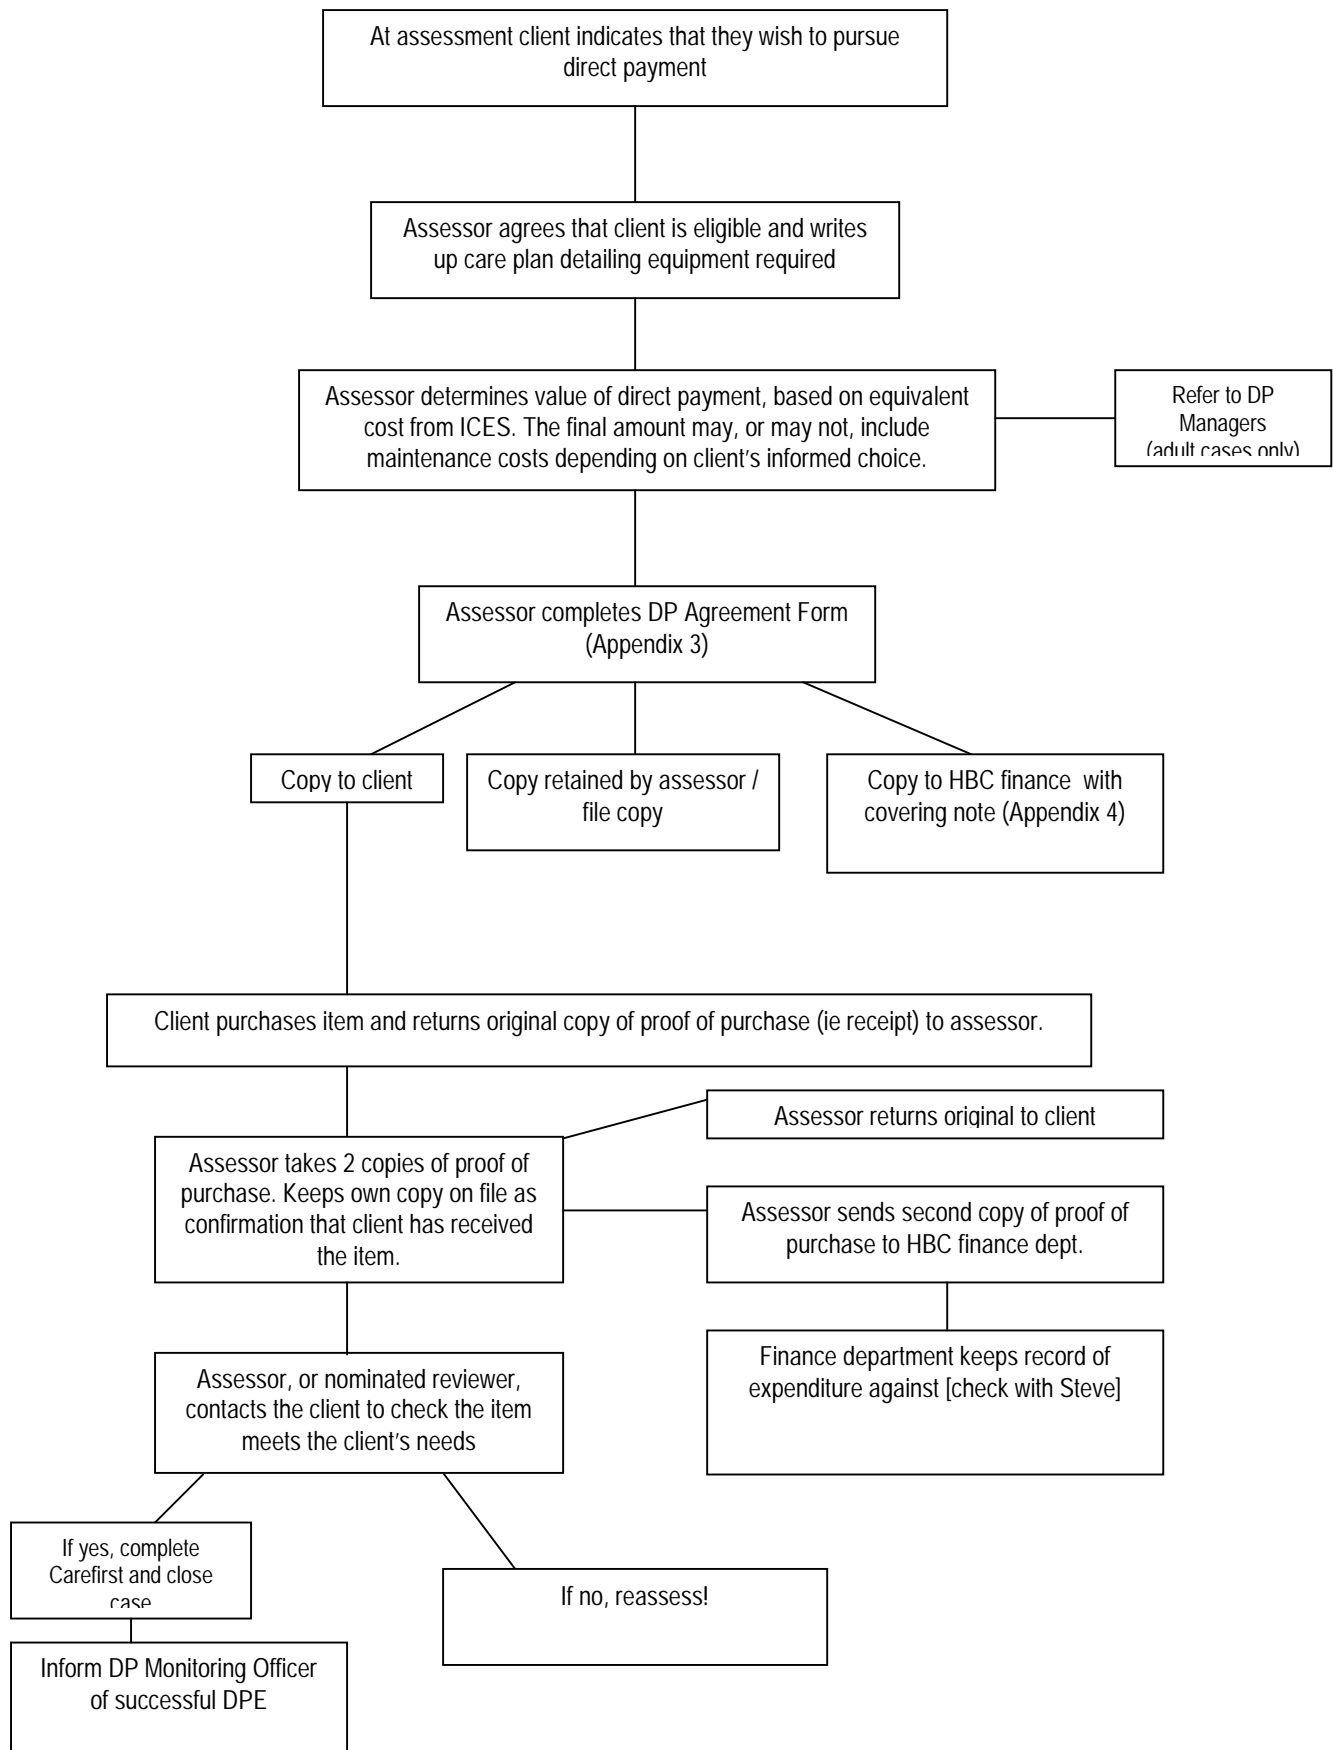 At assessment client indicates that they wish to pursue
direct payment
Assessor agrees that client is eligible and writes
up care plan detailing equipment required
Assessor determines value of direct payment, based on equivalent
cost from ICES. The final amount may, or may not, include
maintenance costs depending on client's informed choice.
Refer to DP
Managers
(adult cases only)
Assessor completes DP Agreement Form
(Appendix 3)
Copy to client
Copy retained by assessor /
file copy
Copy to HBC finance  with
covering note (Appendix 4)
Client purchases item and returns original copy of proof of purchase (ie receipt) to assessor.
Assessor returns original to client
Assessor takes 2 copies of proof of
purchase. Keeps own copy on file as
confirmation that client has received
the item.
Assessor sends second copy of proof of
purchase to HBC finance dept.
Finance department keeps record of
expenditure against [check with Steve]
Assessor, or nominated reviewer,
contacts the client to check the item
meets the client's needs
If yes, complete
Carefirst and close
case
If no, reassess!
Inform DP Monitoring Officer
of successful DPE